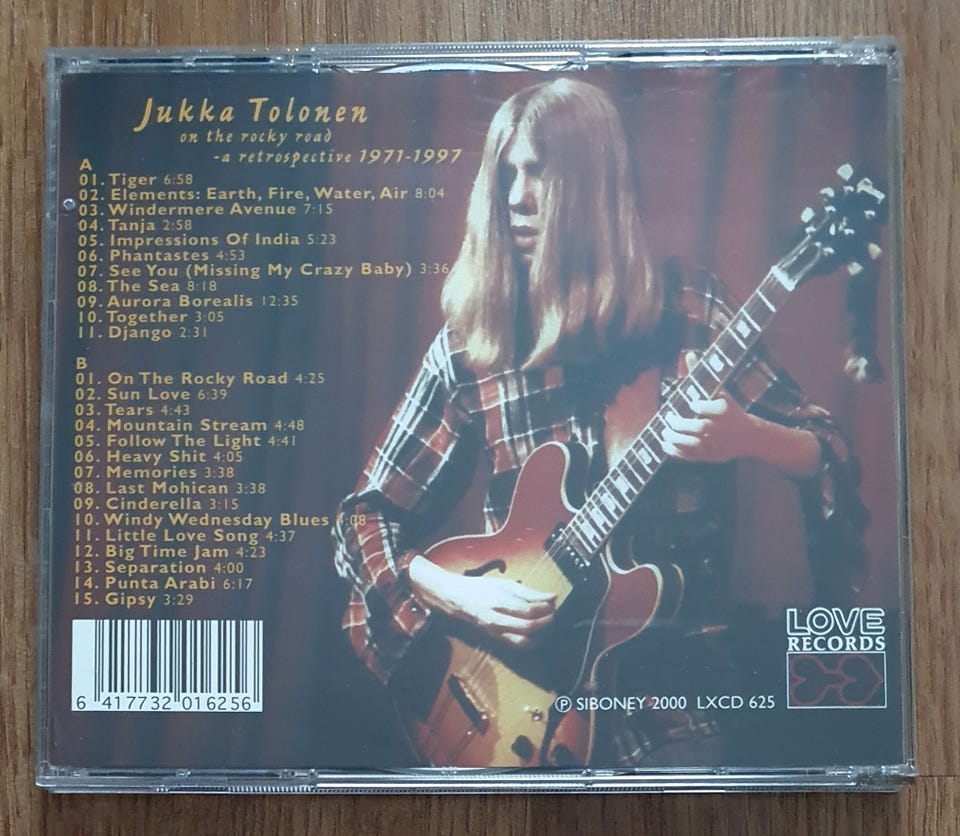 Jukka Tolonen
on the rocky road
-a retrospective 1971-1997
A
01. Tiger 6:58
02. Elements: Earth, Fire, Water, Air 8:04
03. Windermere Avenue 7:15
04. Tanja 2:58
05. Impressions Of India 5:23
06. Phantastes 4:53
07. See You (Missing My Crazy Baby) 3:36
08. The Sea 8:18
09. Aurora Borealis 12:35
10. Together 3:05
11. Django 2:31
B
01. On The Rocky Road 4:25
02. Sun Love 6:39
03. Tears 4:43
04. Mountain Stream 4:48
05. Follow The Light 4:41
06. Heavy Shit 4:05
07. Memories 3:38
08. Last Mohican 3:38
09. Cinderella 3:15
10. Windy Wednesday Blues 4:08
11. Little Love Song 4:37
12. Big Time Jam 4:23
13. Separation 4:00
14. Punta Arabi 6:17
15. Gipsy 3:29
6 417732 016256
℗ SIBONEY 2000 LXCD 625
LOVE
RECORDS